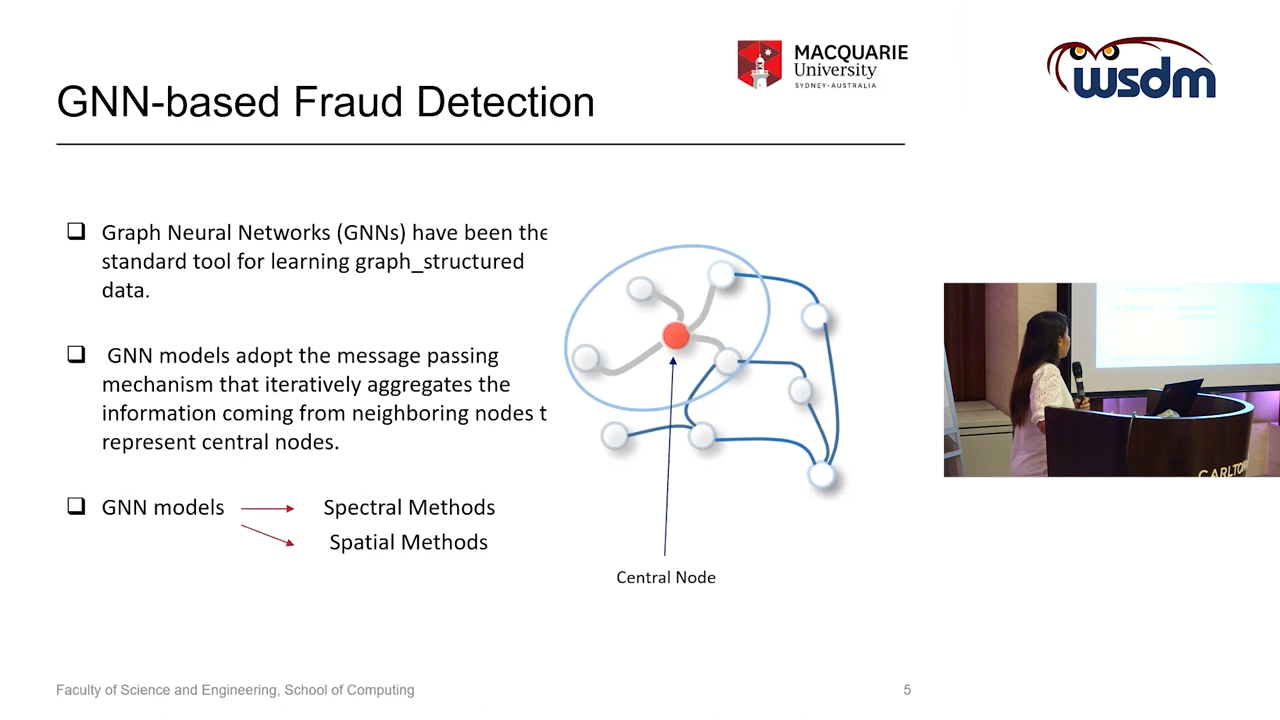 MACQUARIE
University
SYDNEY·AUSTRALIA
wsdm
GNN-based Fraud Detection
Graph Neural Networks (GNNs) have been the
standard tool for learning graph_structured
data.
GNN models adopt the message passing
mechanism that iteratively aggregates the
information coming from neighboring nodes t
represent central nodes.
GNN models
Spectral Methods
Spatial Methods
Central Node
CARLTON
Faculty of Science and Engineering, School of Computing
5